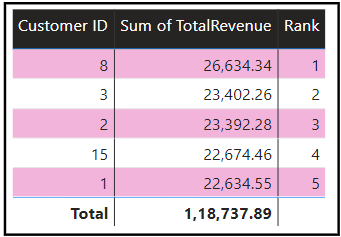 Customer ID Sum of TotalRevenue Rank
8 26,634.34 1
3 23,402.26 2
2 23,392.28 3
15 22,674.46 4
1 22,634.55 5
Total 1,18,737.89